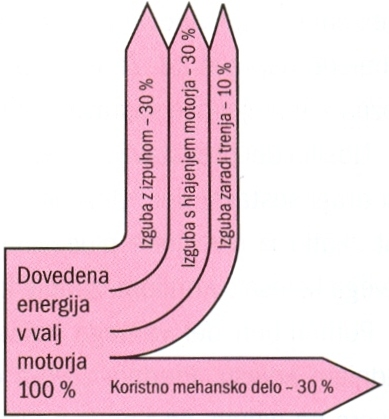 Izguba z izpuhom – 30 %
Izguba s hlajenjem motorja – 30 %
Izguba zaradi trenja – 10 %
Dovedena
energija
v valj
motorja
100 %
Koristno mehansko delo – 30 %